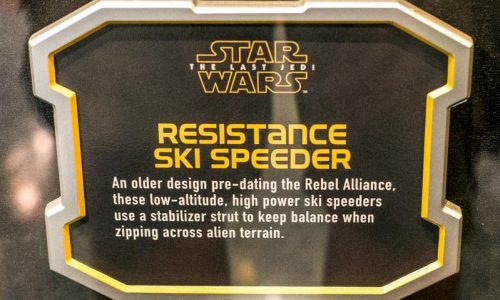 STAR
THE LAST JEDI
WARS
RESISTANCE
SKI SPEEDER
An older design pre-dating the Rebel Alliance,
these low-altitude, high power ski speeders
use a stabilizer strut to keep balance when
zipping across alien terrain.